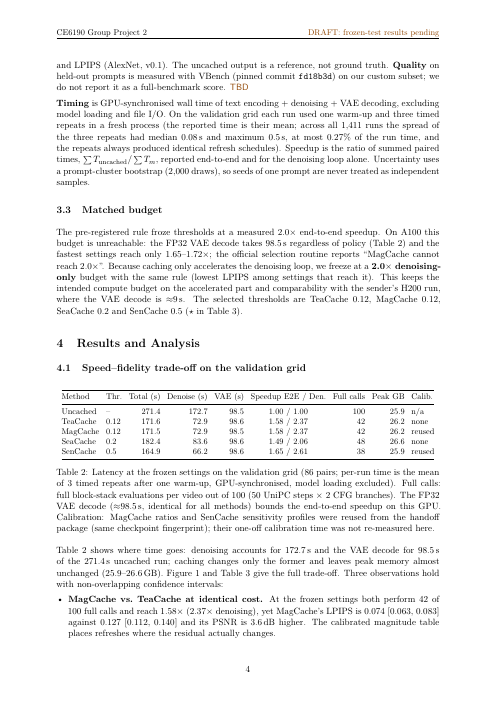 CE6190 Group Project 2 DRAFT: frozen-test results pending
and LPIPS (AlexNet, v0.1). The uncached output is a reference, not ground truth. Quality on
held-out prompts is measured with VBench (pinned commit fd18b3d) on our custom subset; we
do not report it as a full-benchmark score. TBD
Timing is GPU-synchronised wall time of text encoding + denoising + VAE decoding, excluding
model loading and file I/O. On the validation grid each run used one warm-up and three timed
repeats in a fresh process (the reported time is their mean; across all 1,411 runs the spread of
the three repeats had median 0.08 s and maximum 0.5 s, at most 0.27% of the run time, and
the repeats always produced identical refresh schedules). Speedup is the ratio of summed paired
times, ∑ T_uncached / ∑ T_m, reported end-to-end and for the denoising loop alone. Uncertainty uses
a prompt-cluster bootstrap (2,000 draws), so seeds of one prompt are never treated as independent
samples.
3.3 Matched budget
The pre-registered rule froze thresholds at a measured 2.0× end-to-end speedup. On A100 this
budget is unreachable: the FP32 VAE decode takes 98.5 s regardless of policy (Table 2) and the
fastest settings reach only 1.65–1.72×; the official selection routine reports "MagCache cannot
reach 2.0×". Because caching only accelerates the denoising loop, we freeze at a 2.0× denoising-
only budget with the same rule (lowest LPIPS among settings that reach it). This keeps the
intended compute budget on the accelerated part and comparability with the sender's H200 run,
where the VAE decode is ≈9 s. The selected thresholds are TeaCache 0.12, MagCache 0.12,
SeaCache 0.2 and SenCache 0.5 (⋆ in Table 3).
4 Results and Analysis
4.1 Speed–fidelity trade-off on the validation grid
Method Thr. Total (s) Denoise (s) VAE (s) Speedup E2E / Den. Full calls Peak GB Calib.
Uncached – 271.4 172.7 98.5 1.00 / 1.00 100 25.9 n/a
TeaCache 0.12 171.6 72.9 98.6 1.58 / 2.37 42 26.2 none
MagCache 0.12 171.5 72.9 98.5 1.58 / 2.37 42 26.2 reused
SeaCache 0.2 182.4 83.6 98.6 1.49 / 2.06 48 26.6 none
SenCache 0.5 164.9 66.2 98.6 1.65 / 2.61 38 25.9 reused
Table 2: Latency at the frozen settings on the validation grid (86 pairs; per-run time is the mean
of 3 timed repeats after one warm-up, GPU-synchronised, model loading excluded). Full calls:
full block-stack evaluations per video out of 100 (50 UniPC steps × 2 CFG branches). The FP32
VAE decode (≈98.5 s, identical for all methods) bounds the end-to-end speedup on this GPU.
Calibration: MagCache ratios and SenCache sensitivity profiles were reused from the handoff
package (same checkpoint fingerprint); their one-off calibration time was not re-measured here.
Table 2 shows where time goes: denoising accounts for 172.7 s and the VAE decode for 98.5 s
of the 271.4 s uncached run; caching changes only the former and leaves peak memory almost
unchanged (25.9–26.6 GB). Figure 1 and Table 3 give the full trade-off. Three observations hold
with non-overlapping confidence intervals:
• MagCache vs. TeaCache at identical cost. At the frozen settings both perform 42 of
100 full calls and reach 1.58× (2.37× denoising), yet MagCache's LPIPS is 0.074 [0.063, 0.083]
against 0.127 [0.112, 0.140] and its PSNR is 3.6 dB higher. The calibrated magnitude table
places refreshes where the residual actually changes.
4